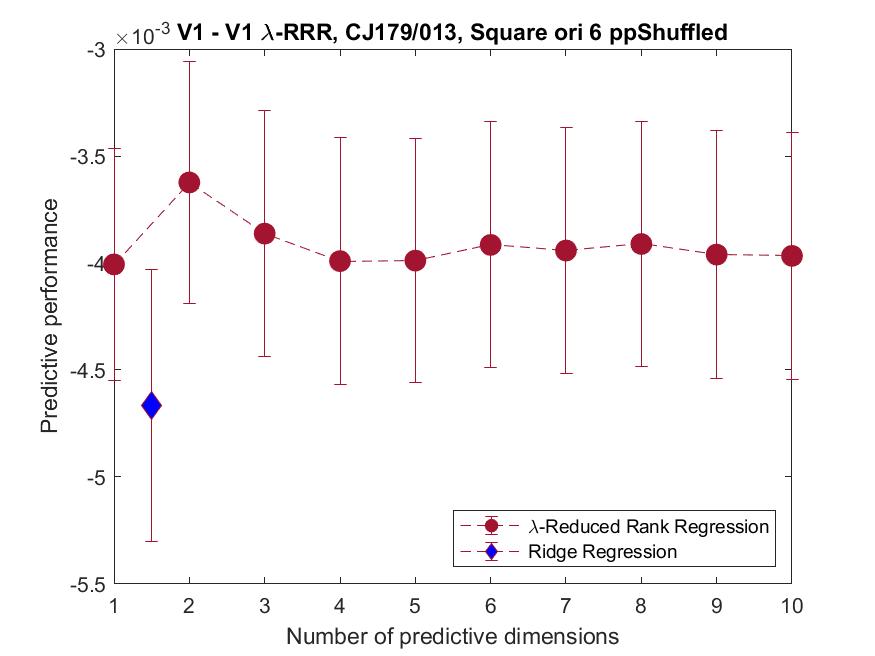 ×10-3 V1 - V1 λ-RRR, CJ179/013, Square ori 6 ppShuffled
-3
-3.5
-4
-4.5
-5
-5.5
Predictive performance
λ-Reduced Rank Regression
Ridge Regression
1 2 3 4 5 6 7 8 9 10
Number of predictive dimensions